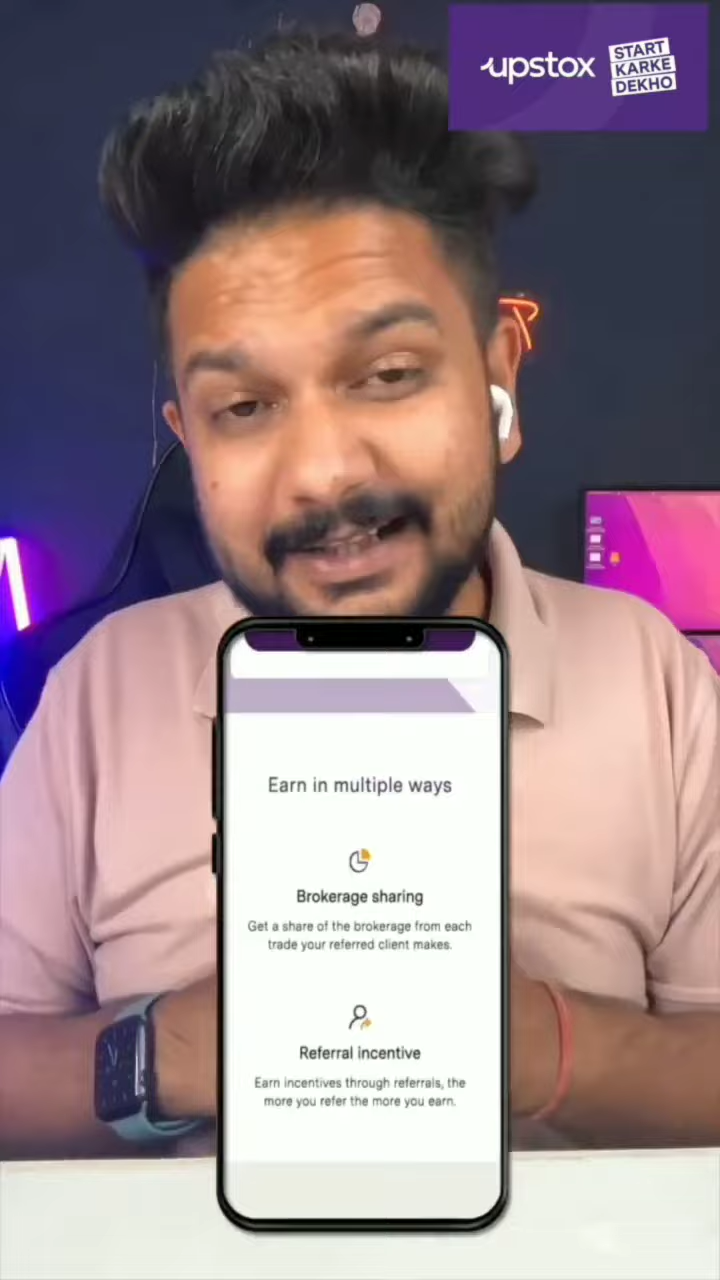 upstox
START
KARKE
DEKHO
Earn in multiple ways
Brokerage sharing
Get a share of the brokerage from each
trade your referred client makes.
Referral incentive
Earn incentives through referrals, the
more you refer the more you earn.